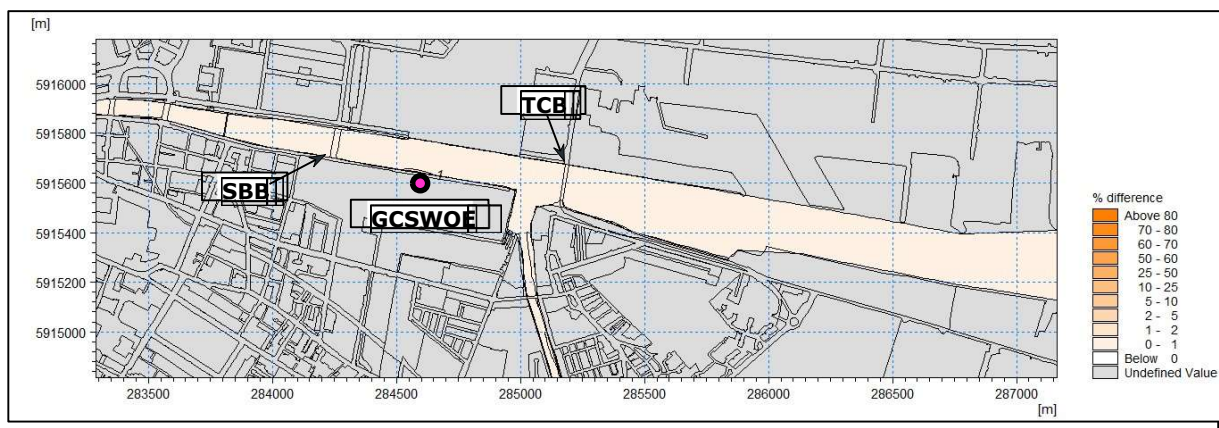 [m]
5916000
5915800
5915600
5915400
5915200
5915000
TCB
SBB
1
GCSWOE
283500 284000 284500 285000 285500 286000 286500 287000
[m]
% difference
Above 80
70 - 80
60 - 70
50 - 60
25 - 50
10 - 25
5 - 10
2 - 5
1 - 2
0 - 1
Below 0
Undefined Value